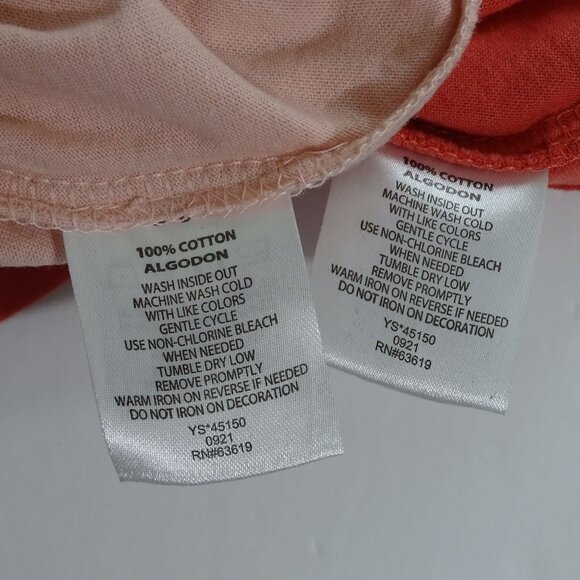 100% COTTON
ALGODON
WASH INSIDE OUT
MACHINE WASH COLD
WITH LIKE COLORS
GENTLE CYCLE
USE NON-CHLORINE BLEACH
WHEN NEEDED
TUMBLE DRY LOW
REMOVE PROMPTLY
WARM IRON ON REVERSE IF NEEDED
DO NOT IRON ON DECORATION
YS*45150
0921
RN#63619
100% COTTON
ALGODON
WASH INSIDE OUT
MACHINE WASH COLD
WITH LIKE COLORS
GENTLE CYCLE
USE NON-CHLORINE BLEACH
WHEN NEEDED
TUMBLE DRY LOW
REMOVE PROMPTLY
WARM IRON ON REVERSE IF NEEDED
DO NOT IRON ON DECORATION
YS*45150
0921
RN#63619